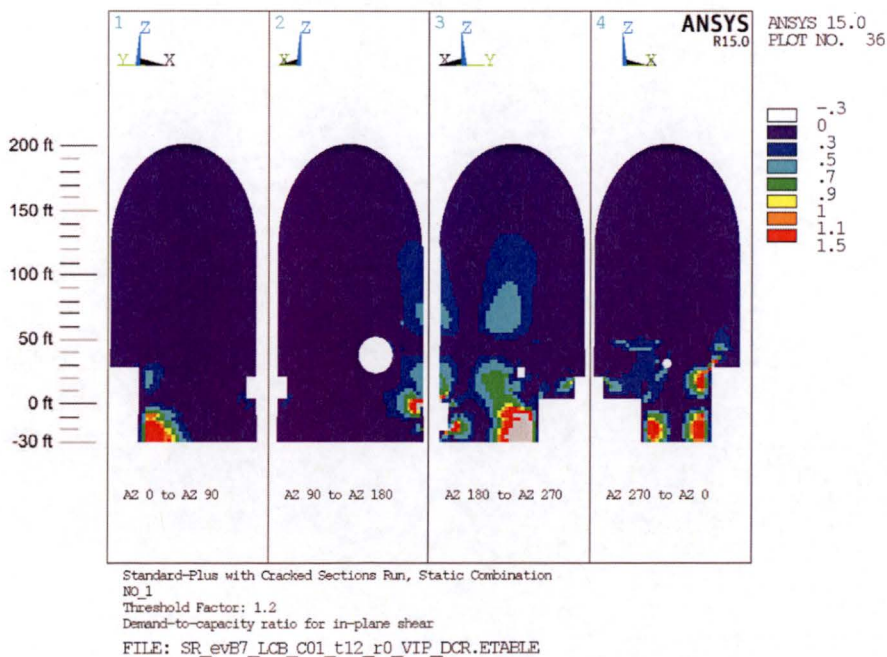 1
Z
Y X
2
Z
X
3
Z
X Y
4
Z
X
ANSYS
R15.0
ANSYS 15.0
PLOT NO. 36
-.3
0
.3
.5
.7
.9
1
1.1
1.5
200 ft
150 ft
100 ft
50 ft
0 ft
-30 ft
AZ 0 to AZ 90
AZ 90 to AZ 180
AZ 180 to AZ 270
AZ 270 to AZ 0
Standard-Plus with Cracked Sections Run, Static Combination
NO_1
Threshold Factor: 1.2
Demand-to-capacity ratio for in-plane shear
FILE: SR_evB7_LCB_C01_t12_r0_VIP_DCR.ETABLE